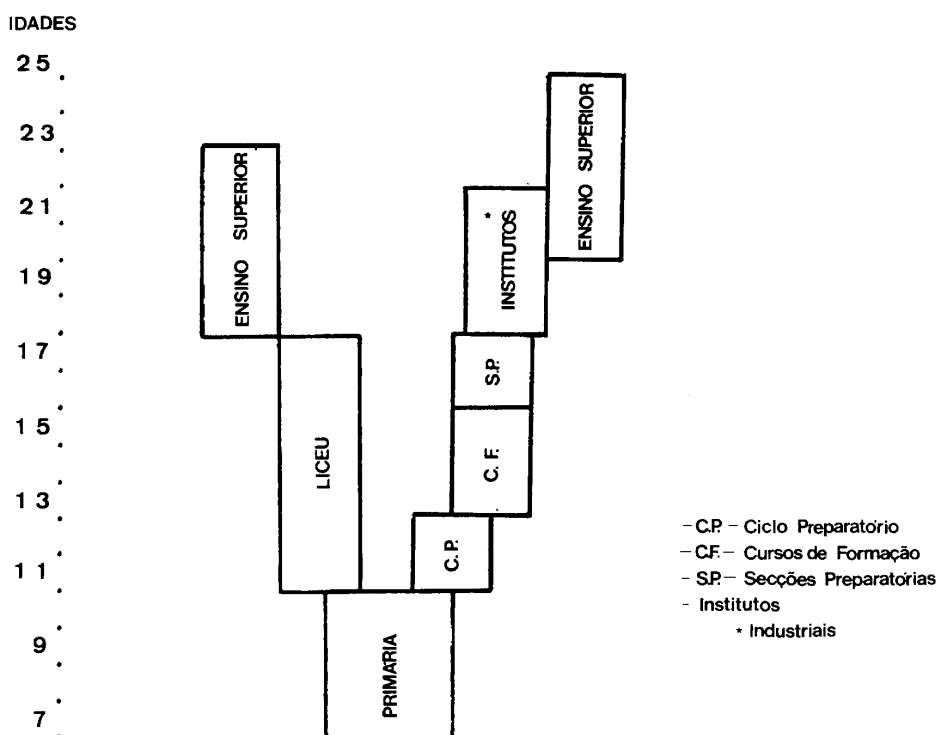 IDADES
25
23
21
19
17
15
13
11
9
7
ENSINO SUPERIOR
LICEU
PRIMÁRIA
C.P.
C.F.
S.P.
INSTITUTOS *
ENSINO SUPERIOR
- C.P. - Ciclo Preparatório
- C.F. - Cursos de Formação
- S.P. - Secções Preparatórias
- Institutos
* Industriais